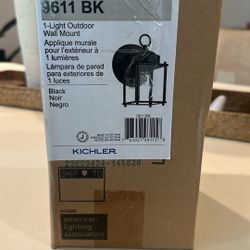 9611 BK
1-Light Outdoor
Wall Mount
Applique murale
pour l'extérieur à
1 lumières
Lámpara de pared
para exteriores de
1 luces
Black
Noir
Negro
9611BK
KICHLER
SHIP TO
american
lighting
association